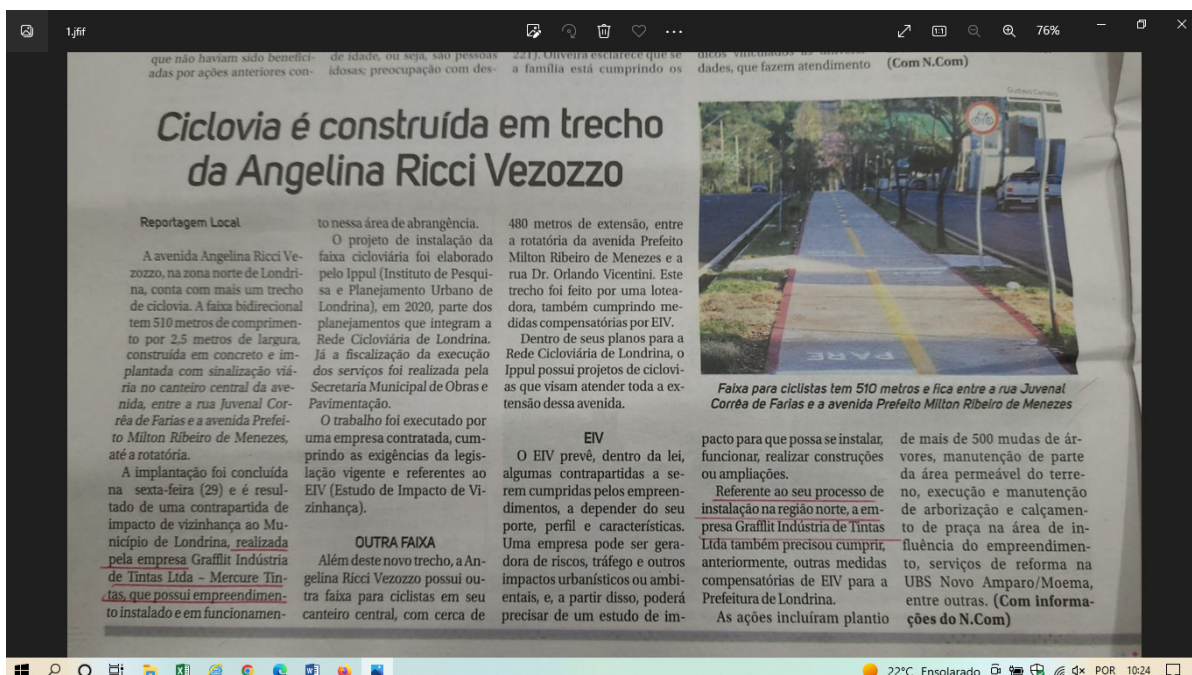 1.jfif
76%
que não haviam sido benefici-
adas por ações anteriores con-
de idade, ou seja, são pessoas
idosas; preocupação com des-
221). Oliveira esclarece que se
a família está cumprindo os
dades, que fazem atendimento
(Com N.Com)
Ciclovia é construída em trecho
da Angelina Ricci Vezozzo
Gustavo Carneiro
PARE
Faixa para ciclistas tem 510 metros e fica entre a rua Juvenal
Corrêa de Farias e a avenida Prefeito Milton Ribeiro de Menezes
Reportagem Local
A avenida Angelina Ricci Ve-
zozzo, na zona norte de Londri-
na, conta com mais um trecho
de ciclovia. A faixa bidirecional
tem 510 metros de comprimen-
to por 2,5 metros de largura,
construída em concreto e im-
plantada com sinalização viá-
ria no canteiro central da ave-
nida, entre a rua Juvenal Cor-
rêa de Farias e a avenida Prefei-
to Milton Ribeiro de Menezes,
até a rotatória.
A implantação foi concluída
na sexta-feira (29) e é resul-
tado de uma contrapartida de
impacto de vizinhança ao Mu-
nicípio de Londrina, realizada
pela empresa Grafflit Indústria
de Tintas Ltda – Mercure Tin-
tas, que possui empreendimen-
to instalado e em funcionamen-
to nessa área de abrangência.
O projeto de instalação da
faixa cicloviária foi elaborado
pelo Ippul (Instituto de Pesqui-
sa e Planejamento Urbano de
Londrina), em 2020, parte dos
planejamentos que integram a
Rede Cicloviária de Londrina.
Já a fiscalização da execução
dos serviços foi realizada pela
Secretaria Municipal de Obras e
Pavimentação.
O trabalho foi executado por
uma empresa contratada, cum-
prindo as exigências da legis-
lação vigente e referentes ao
EIV (Estudo de Impacto de Vi-
zinhança).
OUTRA FAIXA
Além deste novo trecho, a An-
gelina Ricci Vezozzo possui ou-
tra faixa para ciclistas em seu
canteiro central, com cerca de
480 metros de extensão, entre
a rotatória da avenida Prefeito
Milton Ribeiro de Menezes e a
rua Dr. Orlando Vicentini. Este
trecho foi feito por uma lotea-
dora, também cumprindo me-
didas compensatórias por EIV.
Dentro de seus planos para a
Rede Cicloviária de Londrina, o
Ippul possui projetos de ciclovi-
as que visam atender toda a ex-
tensão dessa avenida.
EIV
O EIV prevê, dentro da lei,
algumas contrapartidas a se-
rem cumpridas pelos empreen-
dimentos, a depender do seu
porte, perfil e características.
Uma empresa pode ser gera-
dora de riscos, tráfego e outros
impactos urbanísticos ou ambi-
entais, e, a partir disso, poderá
precisar de um estudo de im-
pacto para que possa se instalar,
funcionar, realizar construções
ou ampliações.
Referente ao seu processo de
instalação na região norte, a em-
presa Grafflit Indústria de Tintas
Ltda também precisou cumprir,
anteriormente, outras medidas
compensatórias de EIV para a
Prefeitura de Londrina.
As ações incluíram plantio
de mais de 500 mudas de ár-
vores, manutenção de parte
da área permeável do terre-
no, execução e manutenção
de arborização e calçamen-
to de praça na área de in-
fluência do empreendimen-
to, serviços de reforma na
UBS Novo Amparo/Moema,
entre outras. (Com informa-
ções do N.Com)
22°C Ensolarado
POR
10:24